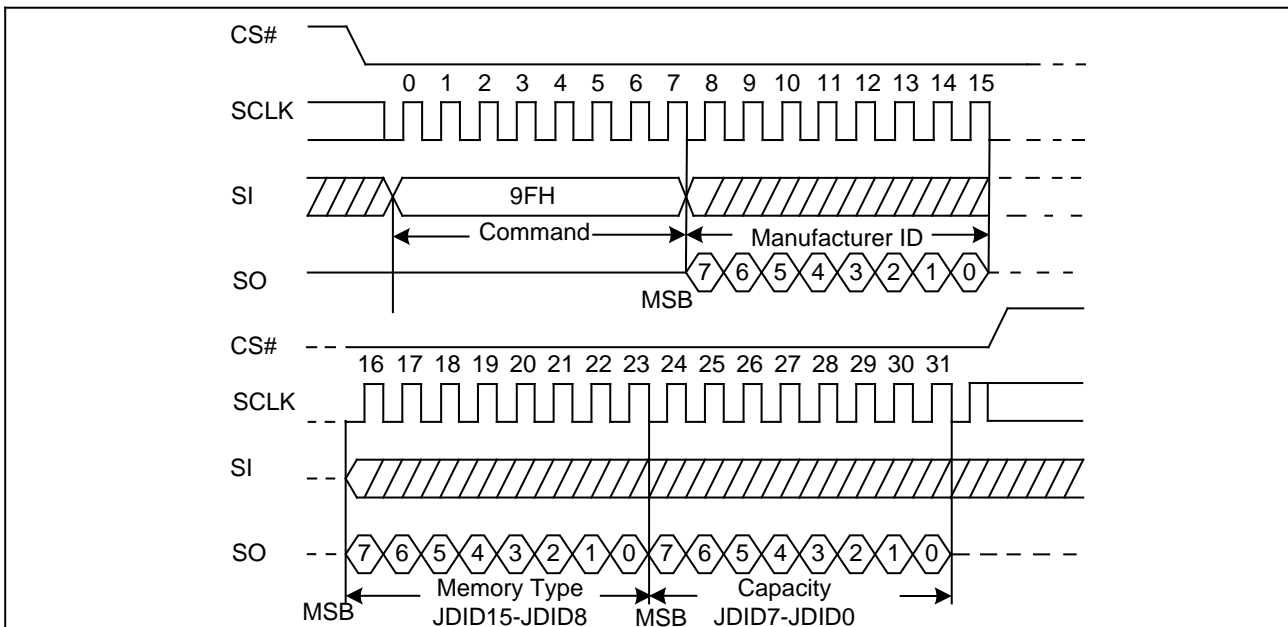 CS#
0 1 2 3 4 5 6 7 8 9 10 11 12 13 14 15
SCLK
SI
9FH
Command
Manufacturer ID
SO
7 6 5 4 3 2 1 0
MSB
CS#
16 17 18 19 20 21 22 23 24 25 26 27 28 29 30 31
SCLK
SI
SO
7 6 5 4 3 2 1 0 7 6 5 4 3 2 1 0
Memory Type
Capacity
MSB
JDID15-JDID8
MSB
JDID7-JDID0